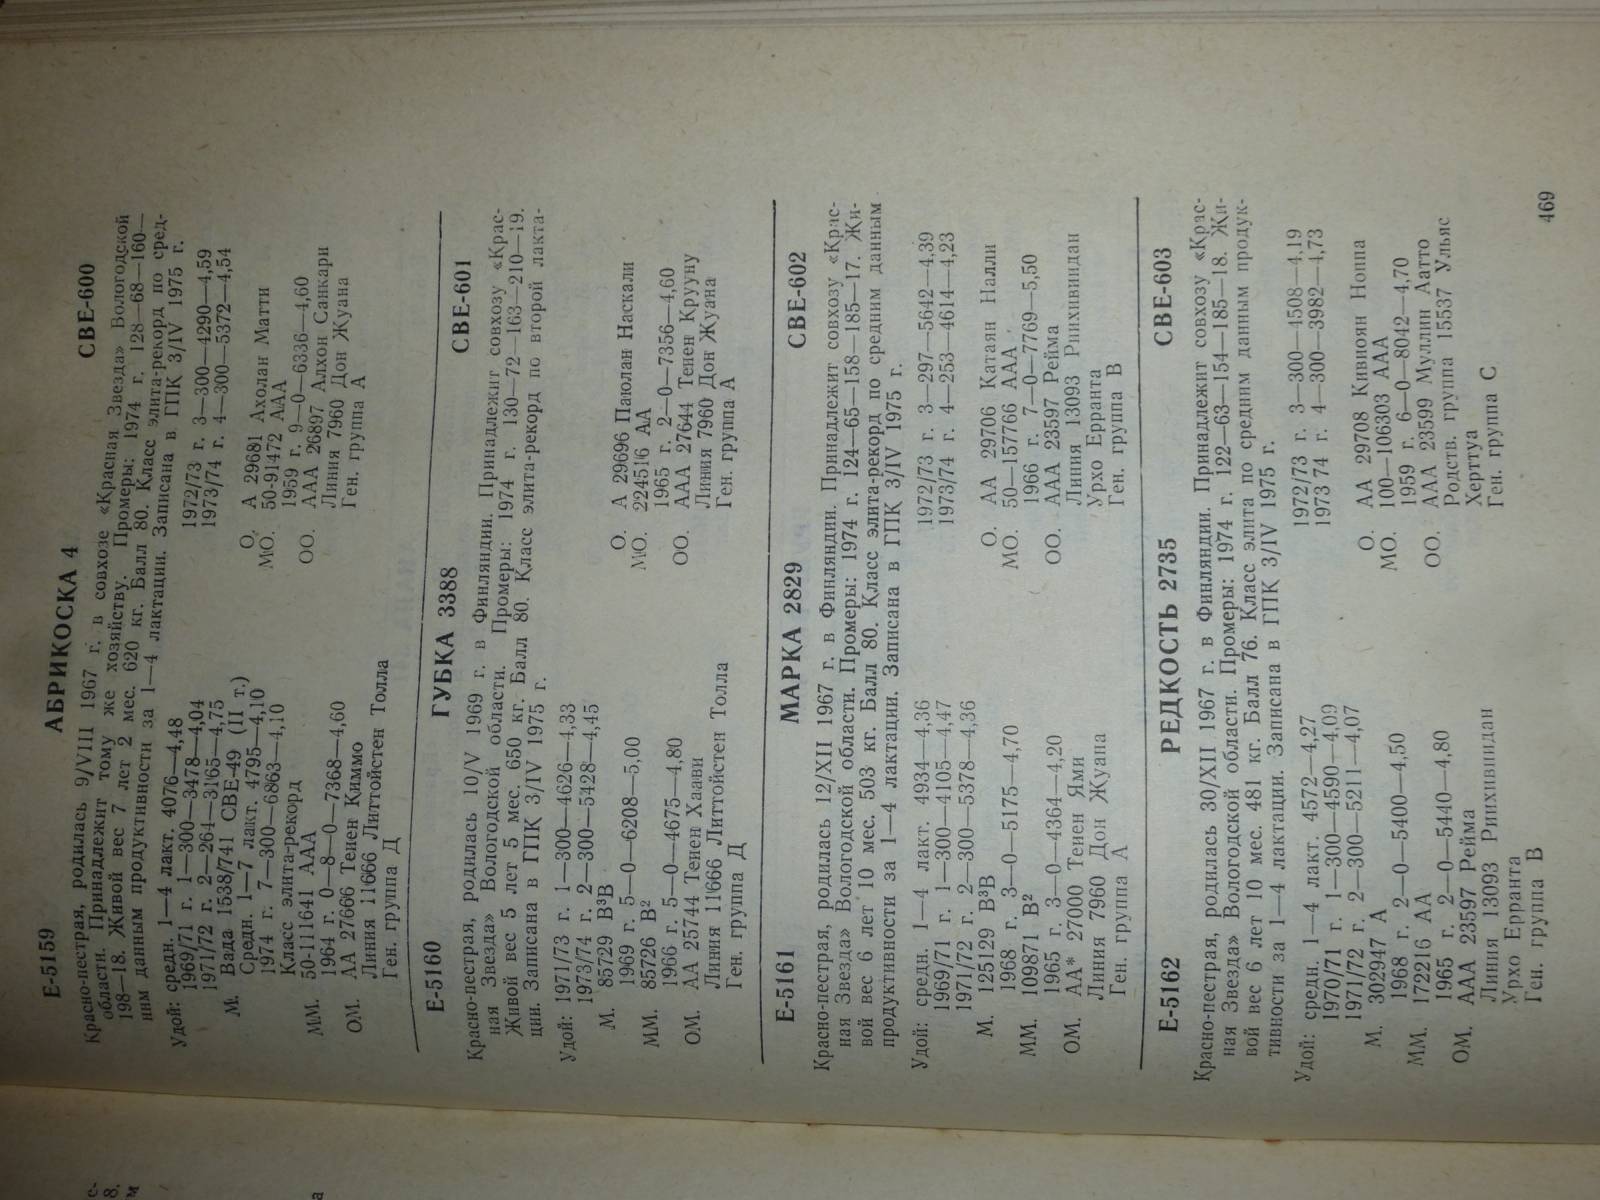 Е-5159 АБРИКОСКА 4 СВЕ-600
Красно-пестрая, родилась 9/VIII 1967 г. в совхозе «Красная Звезда» Вологодской
области. Принадлежит тому же хозяйству. Промеры: 1974 г. 128—68—160—
198—18. Живой вес 7 лет 2 мес. 620 кг. Балл 80. Класс элита-рекорд по сред-
ним данным продуктивности за 1—4 лактации. Записана в ГПК 3/IV 1975 г.
Удой: средн. 1—4 лакт. 4076—4,48
1969/71 г. 1—300—3478—4,04
1971/72 г. 2—264—3165—4,75
1972/73 г. 3—300—4290—4,59
1973/74 г. 4—300—5372—4,54
М. Вада 1538/741 СВЕ-49 (II т.)
Средн. 1—7 лакт. 4795—4,10
1974 г. 7—300—6863—4,10
Класс элита-рекорд
ММ. 50-111641 ААА
1964 г. 0—8—0—7368—4,60
ОМ. АА 27666 Тенен Киммо
Линия 11666 Литтойстен Толла
Ген. группа Д
О. А 29681 Ахолан Матти
МО. 50-91472 ААА
1959 г. 9—0—6336—4,60
ОО. ААА 26897 Алхон Санкари
Линия 7960 Дон Жуана
Ген. группа А
Е-5160 ГУБКА 3388 СВЕ-601
Красно-пестрая, родилась 10/V 1969 г. в Финляндии. Принадлежит совхозу «Крас-
ная Звезда» Вологодской области. Промеры: 1974 г. 130—72—163—210—19.
Живой вес 5 лет 5 мес. 650 кг. Балл 80. Класс элита-рекорд по второй лакта-
ции. Записана в ГПК 3/IV 1975 г.
Удой: 1971/73 г. 1—300—4626—4,33
1973/74 г. 2—300—5428—4,45
М. 85729 В³В
1969 г. 5—0—6208—5,00
ММ. 85726 В²
1966 г. 5—0—4675—4,80
ОМ. АА 25744 Тенен Хаави
Линия 11666 Литтойстен Толла
Ген. группа Д
О. А 29696 Паюлан Наскали
МО. 224516 АА
1965 г. 2—0—7356—4,60
ОО. ААА 27644 Тенен Крууну
Линия 7960 Дон Жуана
Ген. группа А
Е-5161 МАРКА 2829 СВЕ-602
Красно-пестрая, родилась 12/XII 1967 г. в Финляндии. Принадлежит совхозу «Крас-
ная Звезда» Вологодской области. Промеры: 1974 г. 124—65—158—185—17. Жи-
вой вес 6 лет 10 мес. 503 кг. Балл 80. Класс элита-рекорд по средним данным
продуктивности за 1—4 лактации. Записана в ГПК 3/IV 1975 г.
Удой: средн. 1—4 лакт. 4934—4,36
1969/71 г. 1—300—4105—4,47
1971/72 г. 2—300—5378—4,36
1972/73 г. 3—297—5642—4,39
1973/74 г. 4—253—4614—4,23
М. 125129 В³В
1968 г. 3—0—5175—4,70
ММ. 109871 В²
1965 г. 3—0—4364—4,20
ОМ. АА* 27000 Тенен Ями
Линия 7960 Дон Жуана
Ген. группа А
О. АА 29706 Катаян Налли
МО. 50—157766 ААА
1966 г. 7—0—7769—5,50
ОО. ААА 23597 Рейма
Линия 13093 Риихивиидан
Урхо Ерранта
Ген. группа В
Е-5162 РЕДКОСТЬ 2735 СВЕ-603
Красно-пестрая, родилась 30/XII 1967 г. в Финляндии. Принадлежит совхозу «Крас-
ная Звезда» Вологодской области. Промеры: 1974 г. 122—63—154—185—18. Жи-
вой вес 6 лет 10 мес. 481 кг. Балл 76. Класс элита по средним данным продук-
тивности за 1—4 лактации. Записана в ГПК 3/IV 1975 г.
Удой: средн. 1—4 лакт. 4572—4,27
1970/71 г. 1—300—4590—4,09
1971/72 г. 2—300—5211—4,07
1972/73 г. 3—300—4508—4,19
1973/74 г. 4—300—3982—4,73
М. 302947 А
1968 г. 2—0—5400—4,50
ММ. 172216 АА
1965 г. 2—0—5440—4,80
ОМ. ААА 23597 Рейма
Линия 13093 Риихивиидан
Урхо Ерранта
Ген. группа В
О. АА 29708 Кивиоян Ноппа
МО. 100—106303 ААА
1959 г. 6—0—8042—4,70
ОО. ААА 23599 Муллин Аатто
Родств. группа 15537 Ульяс
Херттуа
Ген. группа С
469